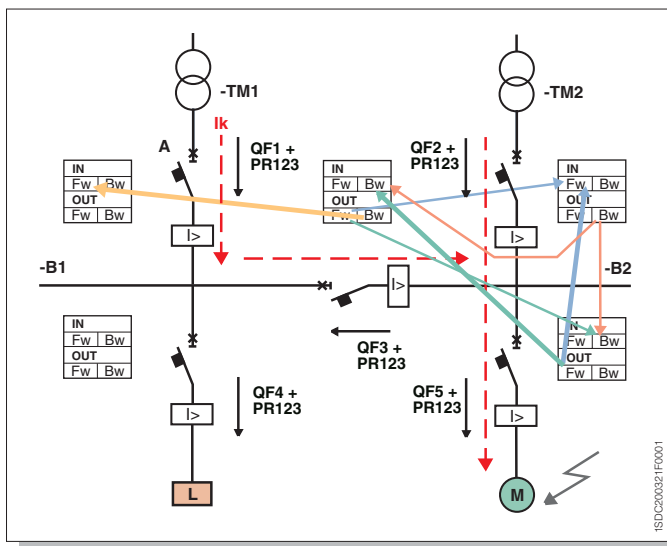 -TM1
-TM2
A
Ik
QF1 +
PR123
QF2 +
PR123
IN
Fw Bw
OUT
Fw Bw
IN
Fw Bw
OUT
Fw Bw
IN
Fw Bw
OUT
Fw Bw
I>
I>
-B1
-B2
I>
QF3 +
PR123
IN
Fw Bw
OUT
Fw Bw
IN
Fw Bw
OUT
Fw Bw
QF4 +
PR123
QF5 +
PR123
I>
I>
L
M
1SDC200321F0001